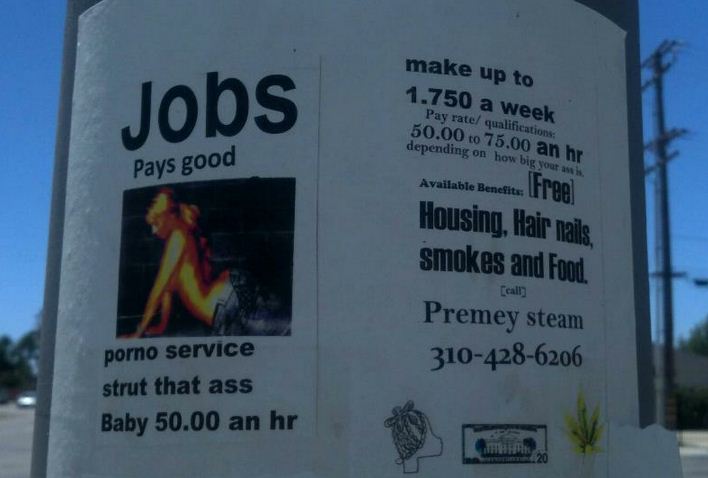 Jobs
Pays good
porno service
strut that ass
Baby 50.00 an hr
make up to
1.750 a week
Pay rate/ qualifications:
50.00 to 75.00 an hr
depending on how big your ass is.
Available Benefits: [Free]
Housing, Hair nails,
smokes and Food.
[call]
Premey steam
310-428-6206
20